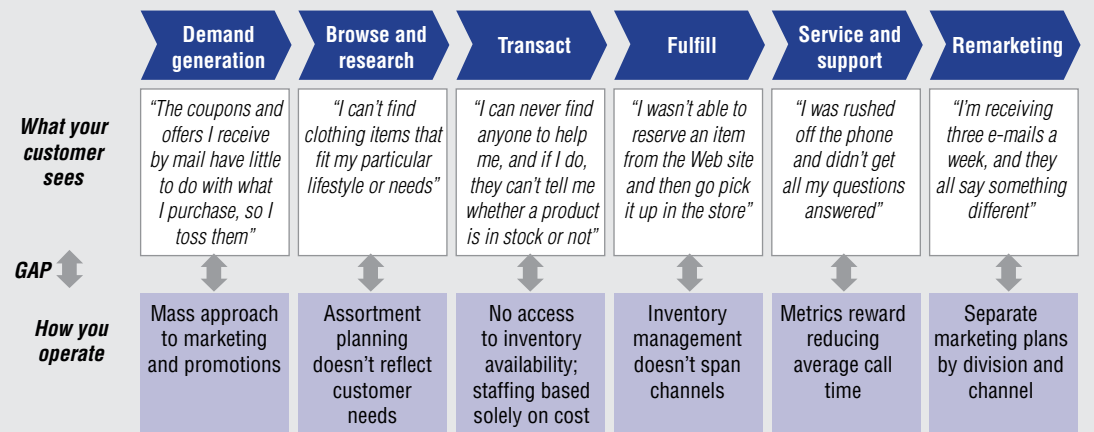 Demand
generation
Browse and
research
Transact
Fulfill
Service and
support
Remarketing
What your
customer
sees
“The coupons and
offers I receive
by mail have little
to do with what
I purchase, so I
toss them”
“I can’t find
clothing items that
fit my particular
lifestyle or needs”
“I can never find
anyone to help
me, and if I do,
they can’t tell me
whether a product
is in stock or not”
“I wasn’t able to
reserve an item
from the Web site
and then go pick
it up in the store”
“I was rushed
off the phone
and didn’t get
all my questions
answered”
“I’m receiving
three e-mails a
week, and they
all say something
different”
GAP
How you
operate
Mass approach
to marketing
and promotions
Assortment
planning
doesn’t reflect
customer
needs
No access
to inventory
availability;
staffing based
solely on cost
Inventory
management
doesn’t span
channels
Metrics reward
reducing
average call
time
Separate
marketing plans
by division and
channel